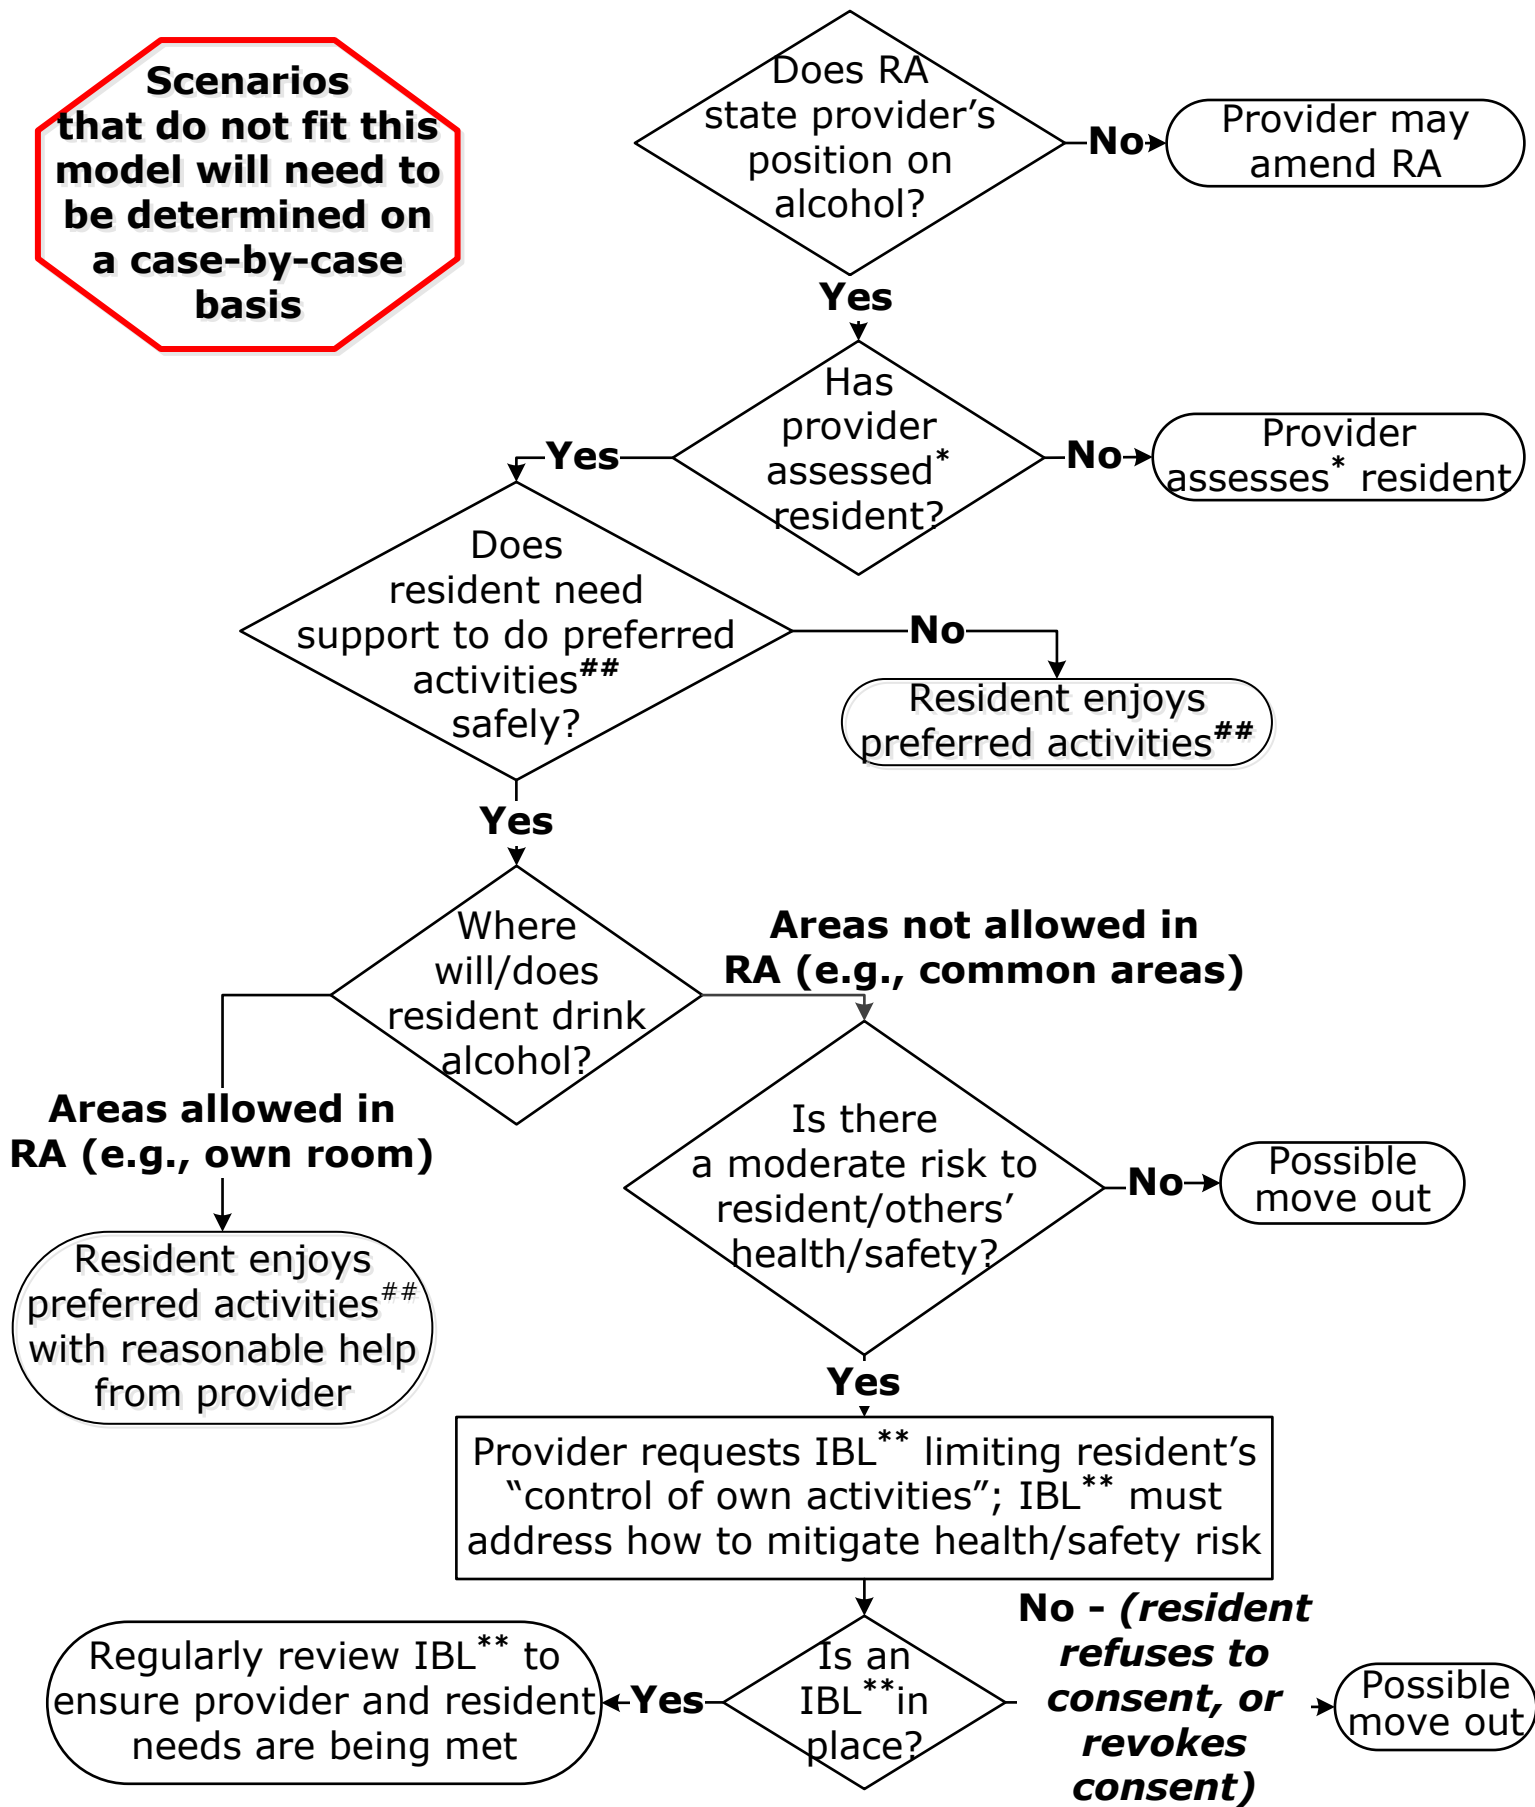 Scenarios
that do not fit this
model will need to
be determined on
a case-by-case
basis
Does RA
state provider’s
position on
alcohol?
No
Provider may
amend RA
Yes
Has
provider
assessed*
resident?
No
Provider
assesses* resident
Yes
Does
resident need
support to do preferred
activities##
safely?
No
Resident enjoys
preferred activities##
Yes
Where
will/does
resident drink
alcohol?
Areas not allowed in
RA (e.g., common areas)
Areas allowed in
RA (e.g., own room)
Resident enjoys
preferred activities##
with reasonable help
from provider
Is there
a moderate risk to
resident/others’
health/safety?
No
Possible
move out
Yes
Provider requests IBL** limiting resident’s
“control of own activities”; IBL** must
address how to mitigate health/safety risk
Is an
IBL**in
place?
Yes
Regularly review IBL** to
ensure provider and resident
needs are being met
No - (resident
refuses to
consent, or
revokes
consent)
Possible
move out